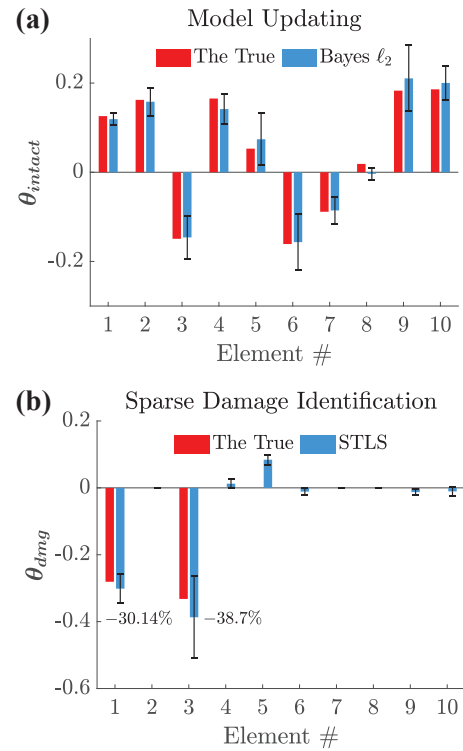 (a)
Model Updating
The True
Bayes ℓ₂
θ_intact
0.2
0
-0.2
1 2 3 4 5 6 7 8 9 10
Element #
(b)
Sparse Damage Identification
The True
STLS
θ_dmg
0.2
0
-0.2
-0.4
-0.6
−30.14%
−38.7%
1 2 3 4 5 6 7 8 9 10
Element #